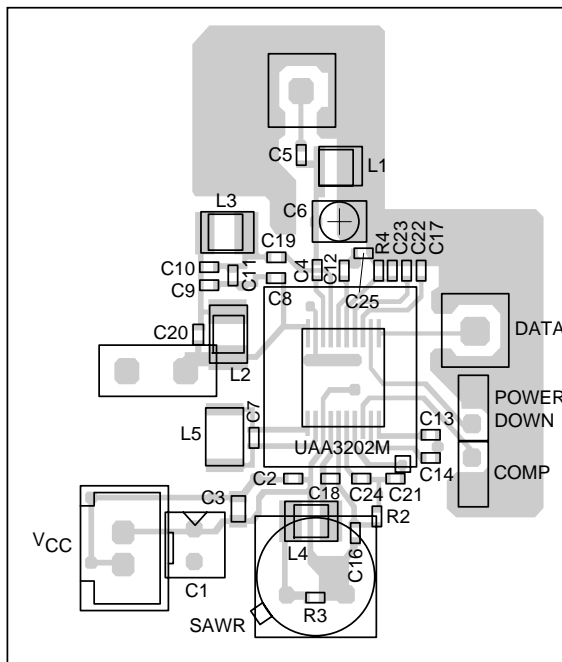 C5
L1
L3
C6
C19
R4
C23
C22
C17
C10
C11
C4
C12
C9
C8
C25
C20
DATA
L2
POWER
DOWN
L5
C7
C13
UAA3202M
C14
COMP
C2
C18
C24
C21
C3
R2
VCC
L4
C16
C1
R3
SAWR